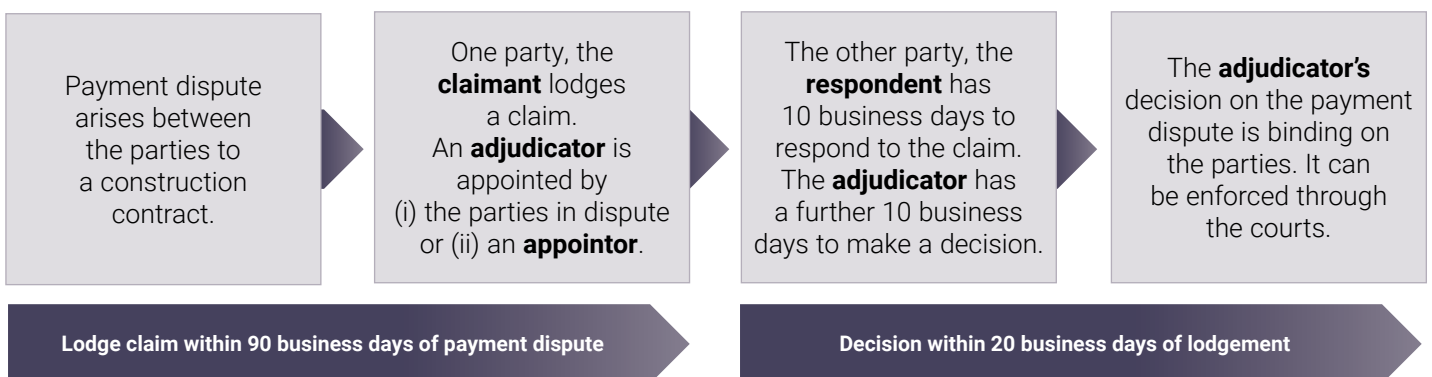 Payment dispute
arises between
the parties to
a construction
contract.
One party, the
claimant lodges
a claim.
An adjudicator is
appointed by
(i) the parties in dispute
or (ii) an appointor.
The other party, the
respondent has
10 business days to
respond to the claim.
The adjudicator has
a further 10 business
days to make a decision.
The adjudicator's
decision on the payment
dispute is binding on
the parties. It can
be enforced through
the courts.
Lodge claim within 90 business days of payment dispute
Decision within 20 business days of lodgement